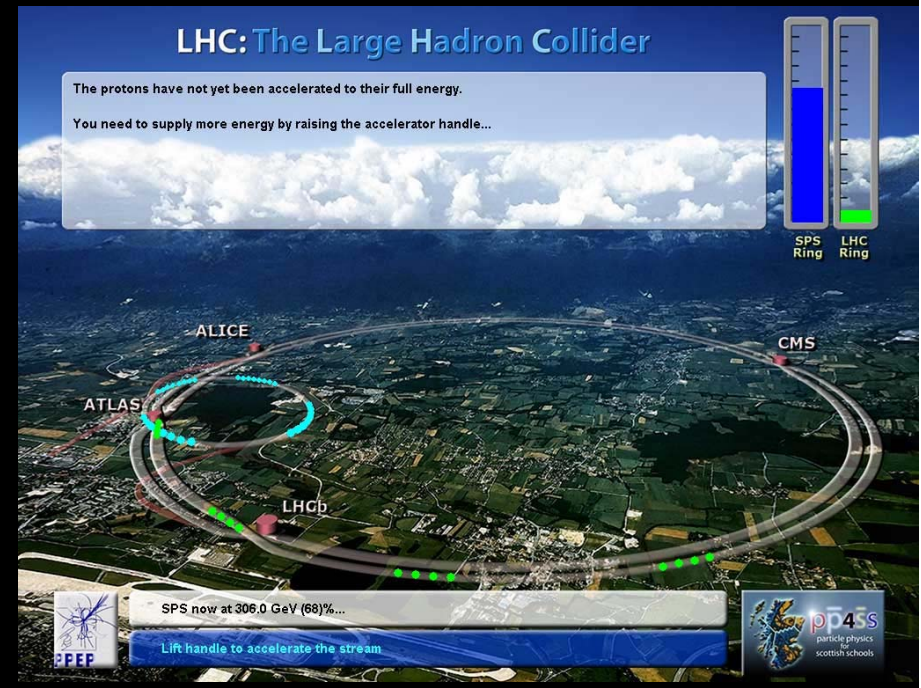 LHC: The Large Hadron Collider
The protons have not yet been accelerated to their full energy.
You need to supply more energy by raising the accelerator handle...
SPS
Ring
LHC
Ring
ALICE
CMS
ATLAS
LHCb
SPS now at 306.0 GeV (68)%...
Lift handle to accelerate the stream
PPEP
pp4ss
particle physics
for
scottish schools